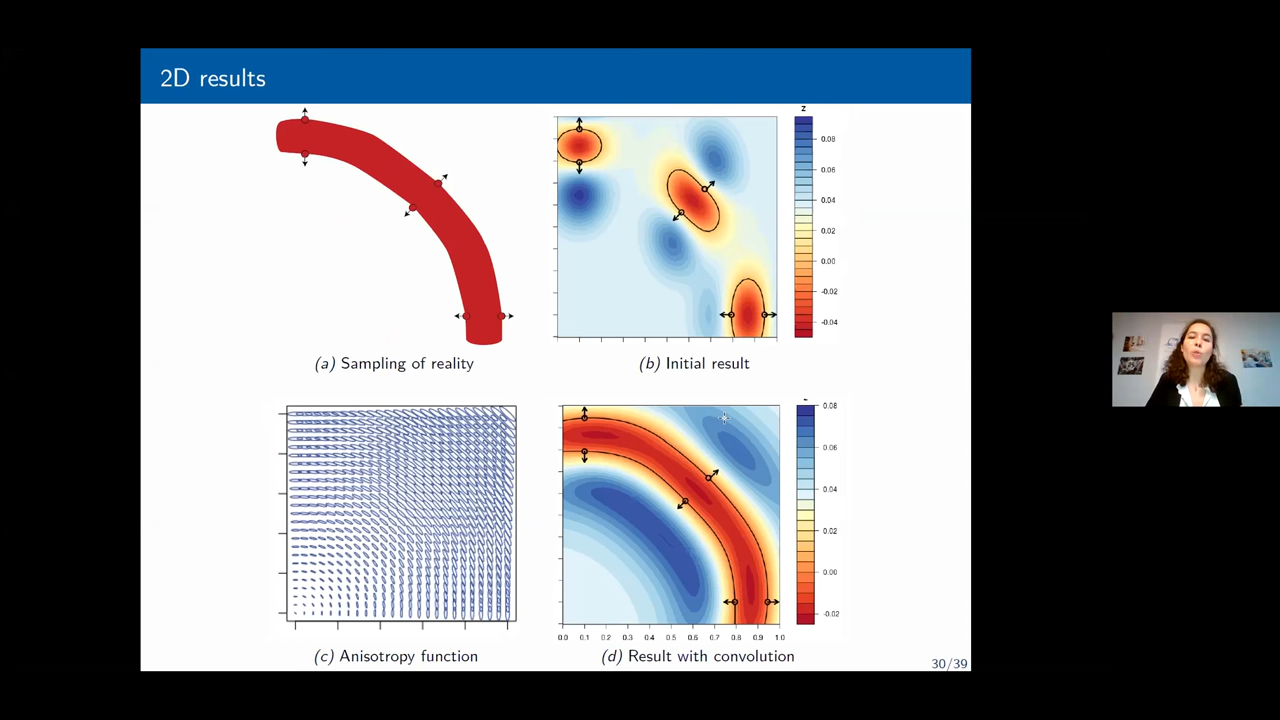 2D results
(a) Sampling of reality
z
0.08
0.06
0.04
0.02
0.00
-0.02
-0.04
(b) Initial result
(c) Anisotropy function
0.08
0.06
0.04
0.02
0.00
-0.02
0.0 0.1 0.2 0.3 0.4 0.5 0.6 0.7 0.8 0.9 1.0
(d) Result with convolution
30/39